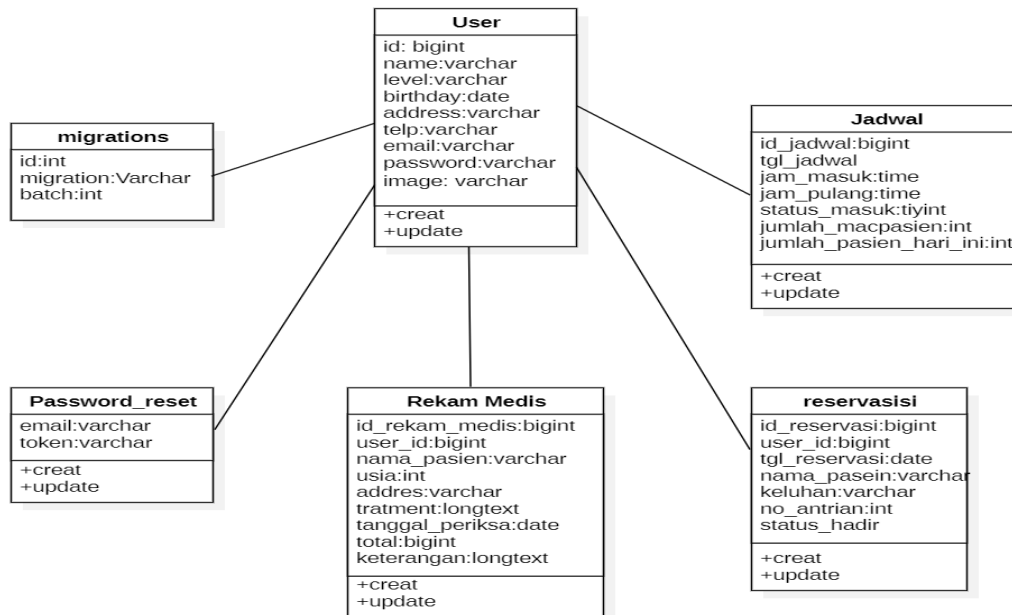 User
id: bigint
name:varchar
level:varchar
birthday:date
address:varchar
telp:varchar
email:varchar
password:varchar
image: varchar
+creat
+update
migrations
id:int
migration:Varchar
batch:int
Jadwal
id_jadwal:bigint
tgl_jadwal
jam_masuk:time
jam_pulang:time
status_masuk:tiyint
jumlah_macpasien:int
jumlah_pasien_hari_ini:int
+creat
+update
Password_reset
email:varchar
token:varchar
+creat
+update
Rekam Medis
id_rekam_medis:bigint
user_id:bigint
nama_pasien:varchar
usia:int
addres:varchar
tratment:longtext
tanggal_periksa:date
total:bigint
keterangan:longtext
+creat
+update
reservasisi
id_reservasi:bigint
user_id:bigint
tgl_reservasi:date
nama_pasein:varchar
keluhan:varchar
no_antrian:int
status_hadir
+creat
+update